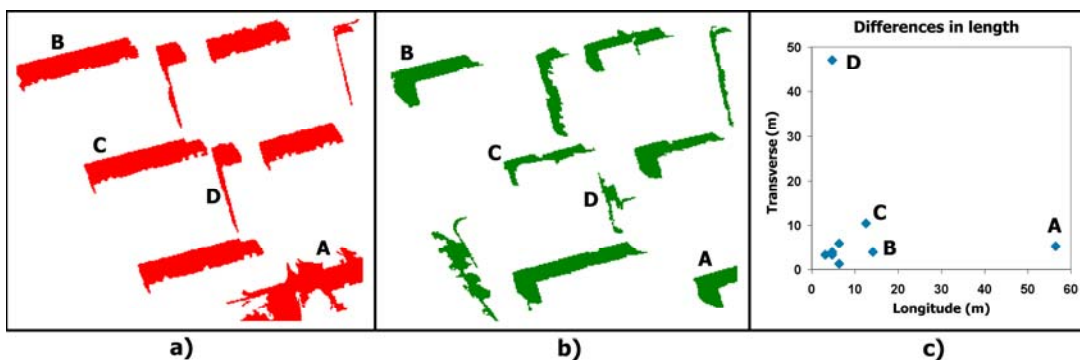 B
C
D
A
a)
B
C
D
A
b)
Differences in length
Transverse (m)
50
40
30
20
10
0
D
C
B
A
0 10 20 30 40 50 60
Longitude (m)
c)